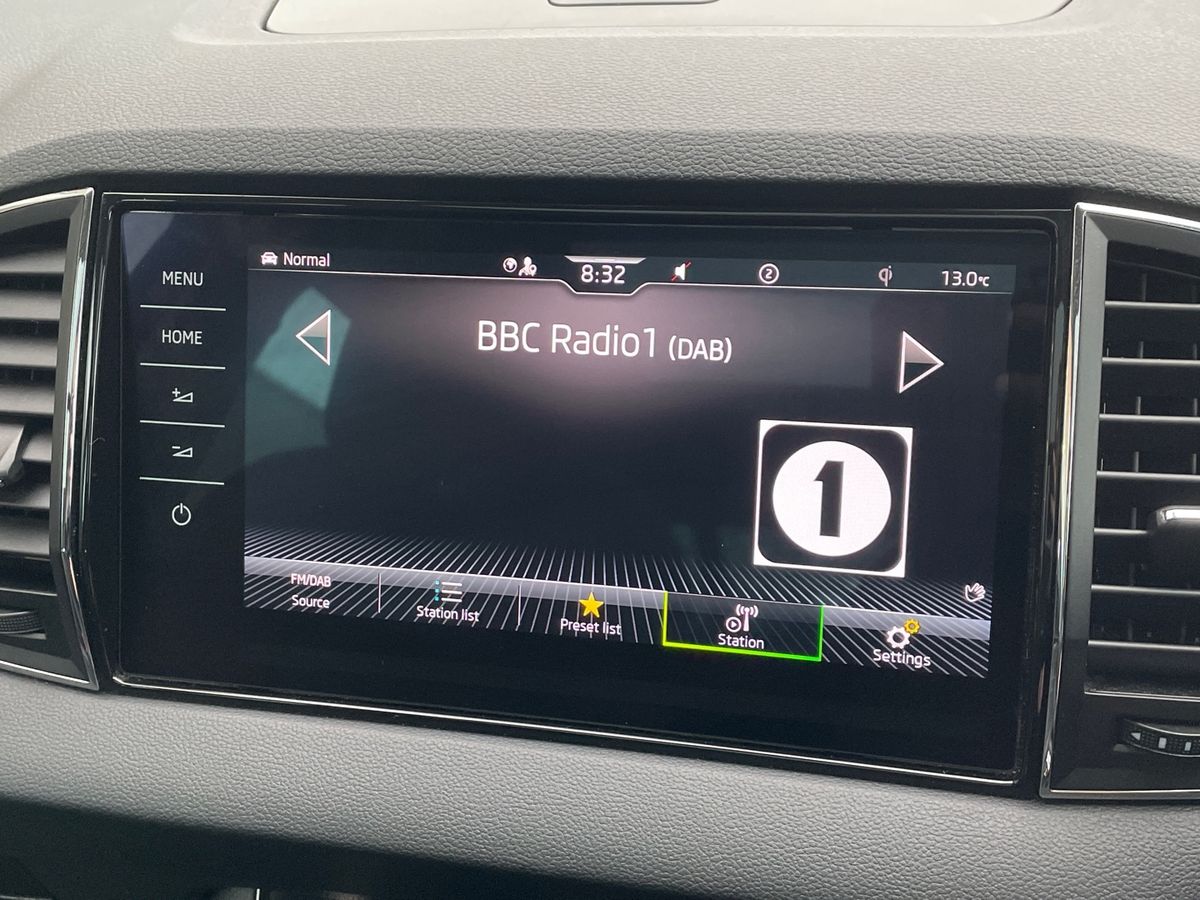 Normal
8:32
2
13.0°C
MENU
HOME
BBC Radio1 (DAB)
1
FM/DAB
Source
Station list
Preset list
Station
Settings